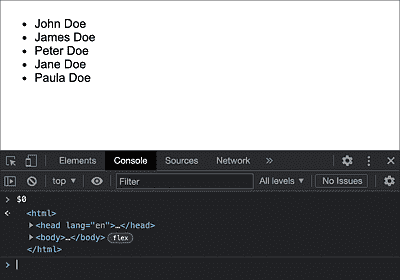 • John Doe
• James Doe
• Peter Doe
• Jane Doe
• Paula Doe
Elements Console Sources Network »
top ▼ Filter All levels ▼ No Issues
> $0
<html>
▶<head lang="en">…</head>
▶<body>…</body> flex
</html>
>